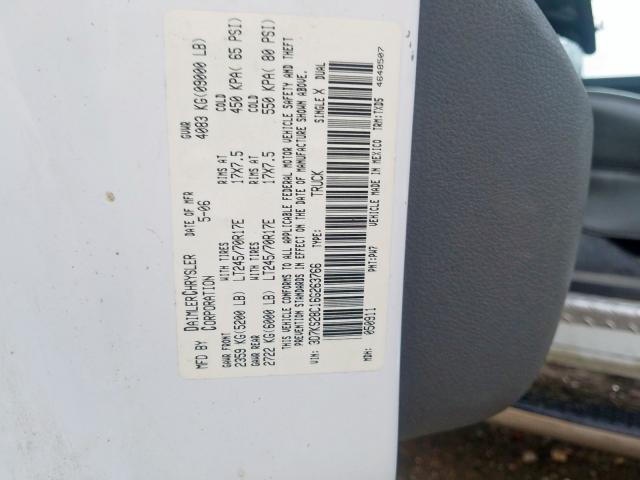 MFD BY DAIMLERCHRYSLER CORPORATION DATE OF MFR 5-06 GVWR 4083 KG(09000 LB)
GAWR FRONT WITH TIRES RIMS AT COLD
2359 KG(5200 LB) LT245/70R17E 17X7.5 450 KPA( 65 PSI)
GAWR REAR WITH TIRES RIMS AT COLD
2722 KG(6000 LB) LT245/70R17E 17X7.5 550 KPA( 80 PSI)
THIS VEHICLE CONFORMS TO ALL APPLICABLE FEDERAL MOTOR VEHICLE SAFETY AND THEFT
PREVENTION STANDARDS IN EFFECT ON THE DATE OF MANUFACTURE SHOWN ABOVE.
VIN: 3D7KS28C16G263766 TYPE: TRUCK SINGLE X DUAL
MDH: 050911 PNT:PW7 VEHICLE MADE IN MEXICO TRM:TXD5
4648507